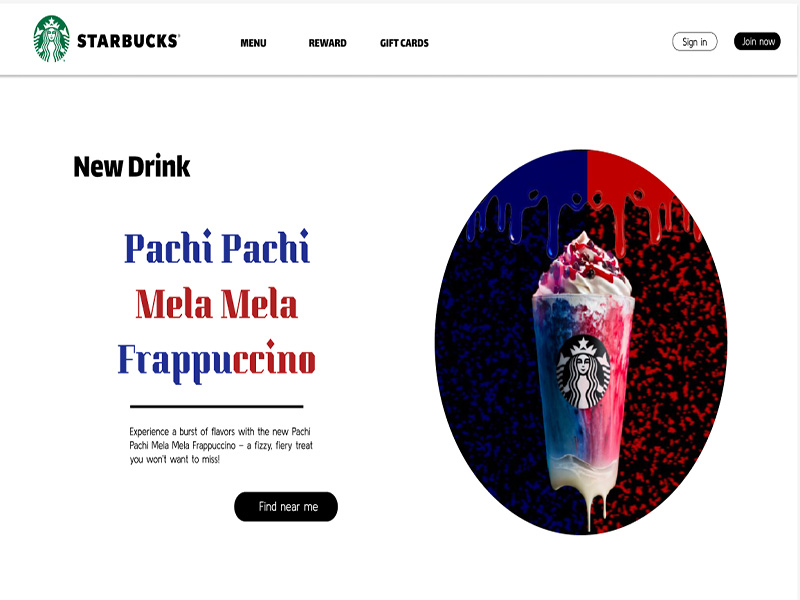 STARBUCKS
MENU
REWARD
GIFT CARDS
Sign in
Join now
New Drink
Pachi Pachi
Mela Mela
Frappuccino
Experience a burst of flavors with the new Pachi
Pachi Mela Mela Frappuccino – a fizzy, fiery treat
you won't want to miss!
Find near me